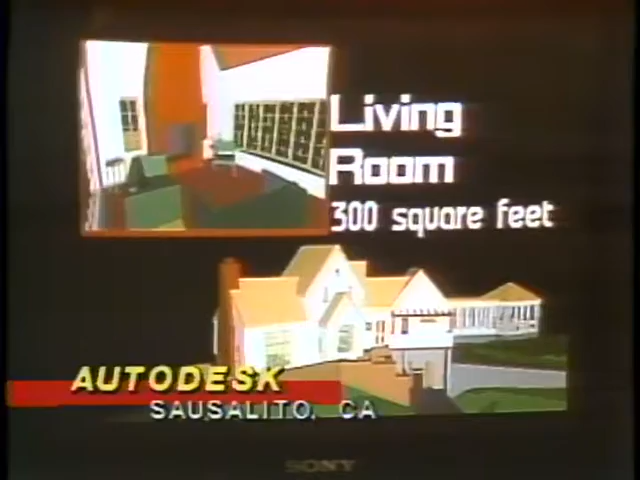 Living
Room
300 square feet
AUTODESK
SAUSALITO, CA
SONY